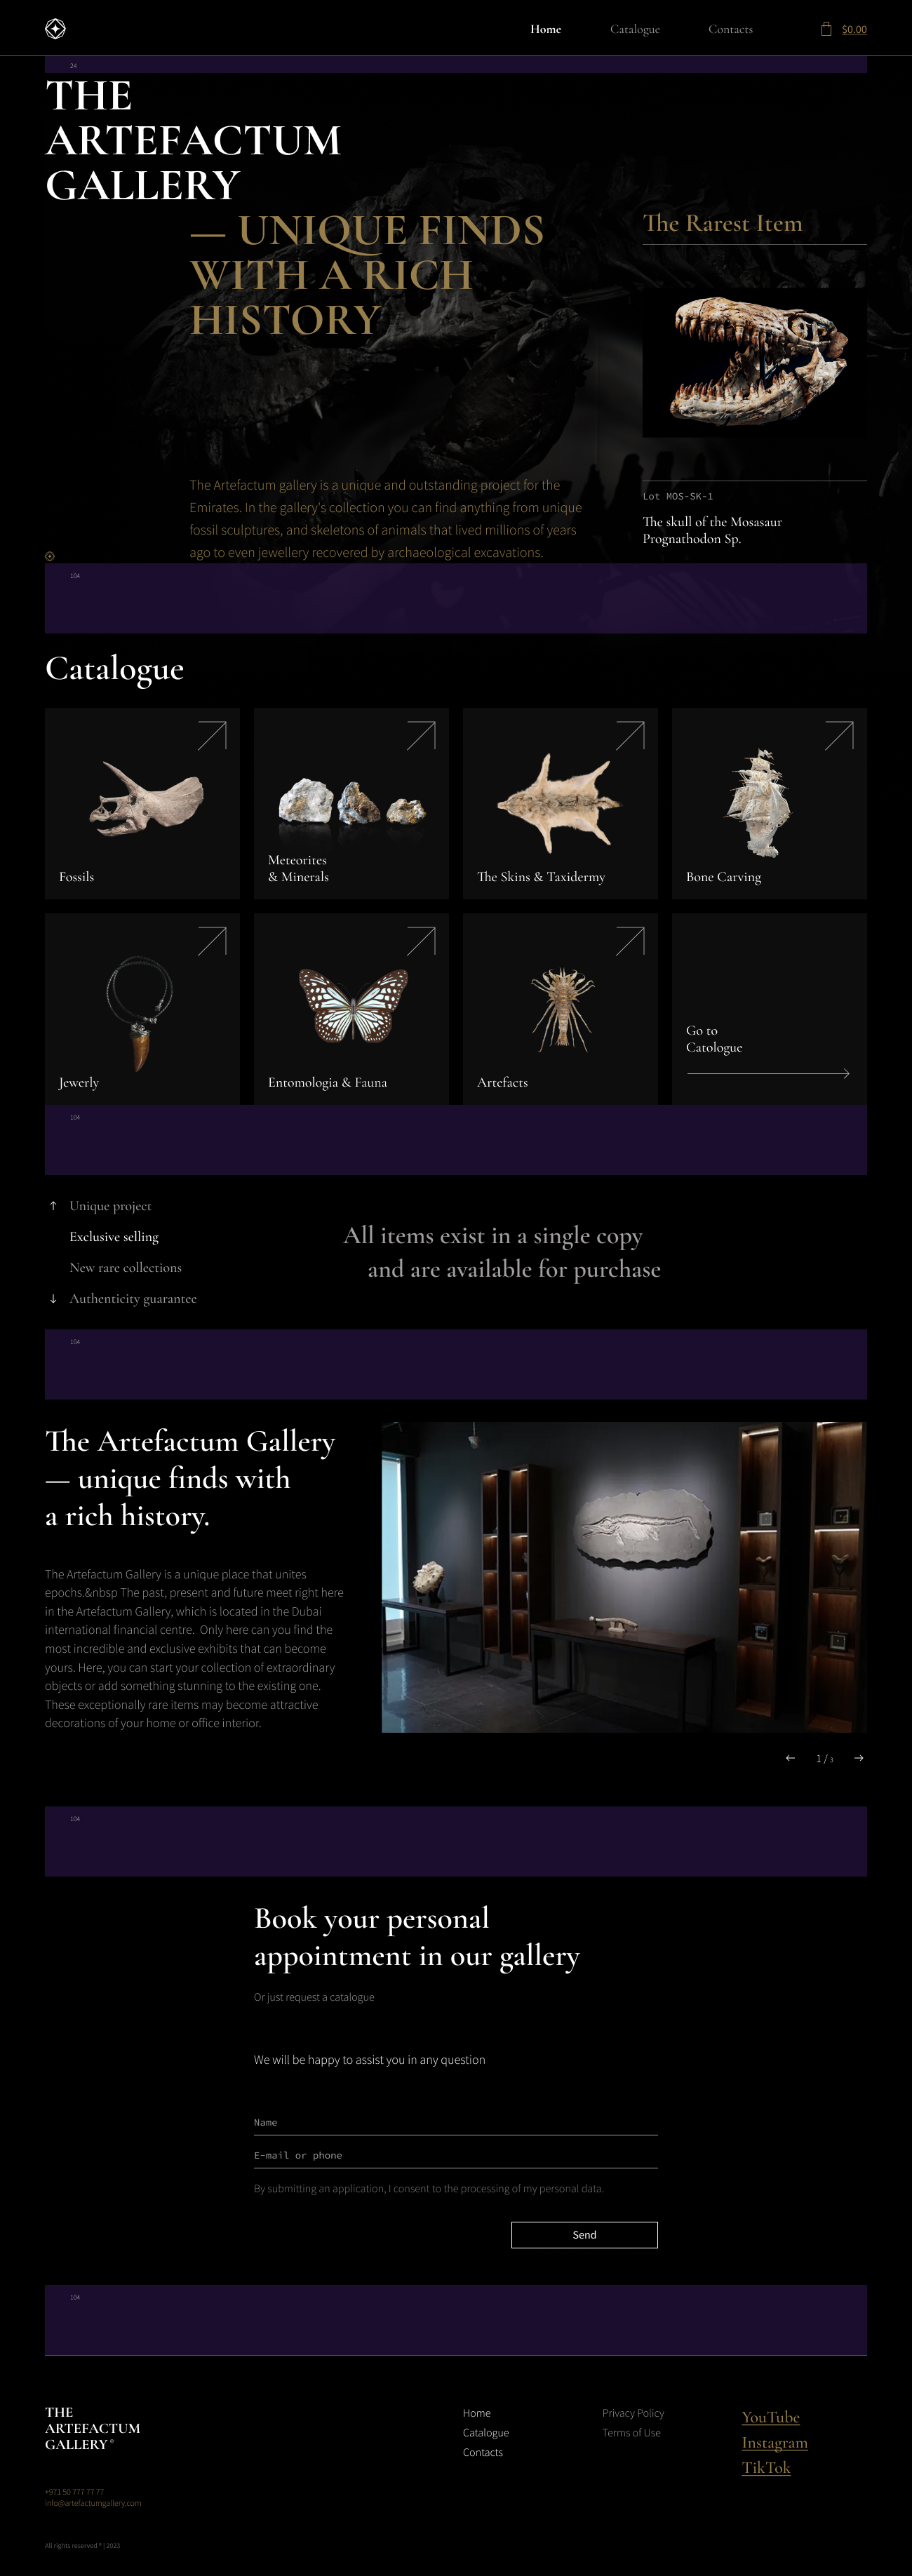 Home
Catalogue
Contacts
$0.00
24
THE
ARTEFACTUM
GALLERY
— UNIQUE FINDS
WITH A RICH
HISTORY
The Rarest Item
The Artefactum gallery is a unique and outstanding project for the
Emirates. In the gallery's collection you can find anything from unique
fossil sculptures, and skeletons of animals that lived millions of years
ago to even jewellery recovered by archaeological excavations.
Lot MOS-SK-1
The skull of the Mosasaur
Prognathodon Sp.
104
Catalogue
Fossils
Meteorites
& Minerals
The Skins & Taxidermy
Bone Carving
Jewerly
Entomologia & Fauna
Artefacts
Go to
Catologue
104
Unique project
Exclusive selling
New rare collections
Authenticity guarantee
All items exist in a single copy
and are available for purchase
104
The Artefactum Gallery
— unique finds with
a rich history.
The Artefactum Gallery is a unique place that unites
epochs.&nbsp The past, present and future meet right here
in the Artefactum Gallery, which is located in the Dubai
international financial centre. Only here can you find the
most incredible and exclusive exhibits that can become
yours. Here, you can start your collection of extraordinary
objects or add something stunning to the existing one.
These exceptionally rare items may become attractive
decorations of your home or office interior.
1 / 3
104
Book your personal
appointment in our gallery
Or just request a catalogue
We will be happy to assist you in any question
Name
E-mail or phone
By submitting an application, I consent to the processing of my personal data.
Send
104
THE
ARTEFACTUM
GALLERY®
+971 50 777 77 77
info@artefactumgallery.com
All rights reserved ® | 2023
Home
Catalogue
Contacts
Privacy Policy
Terms of Use
YouTube
Instagram
TikTok